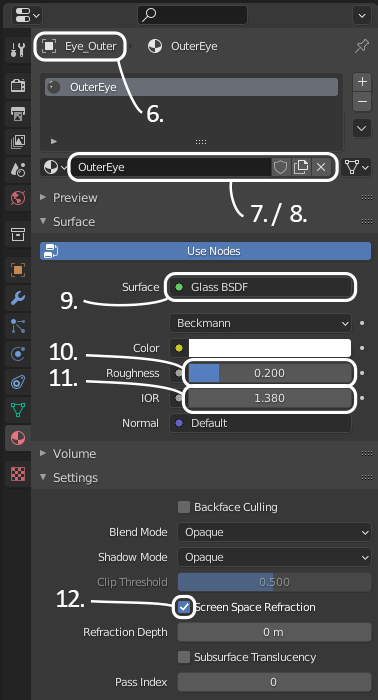 Eye_Outer OuterEye
OuterEye
6.
OuterEye
7. / 8.
Preview
Surface
Use Nodes
Surface Glass BSDF
9.
Beckmann
Color
10.
Roughness 0.200
11.
IOR 1.380
Normal Default
Volume
Settings
Backface Culling
Blend Mode Opaque
Shadow Mode Opaque
Clip Threshold 0.500
12. Screen Space Refraction
Refraction Depth 0 m
Subsurface Translucency
Pass Index 0